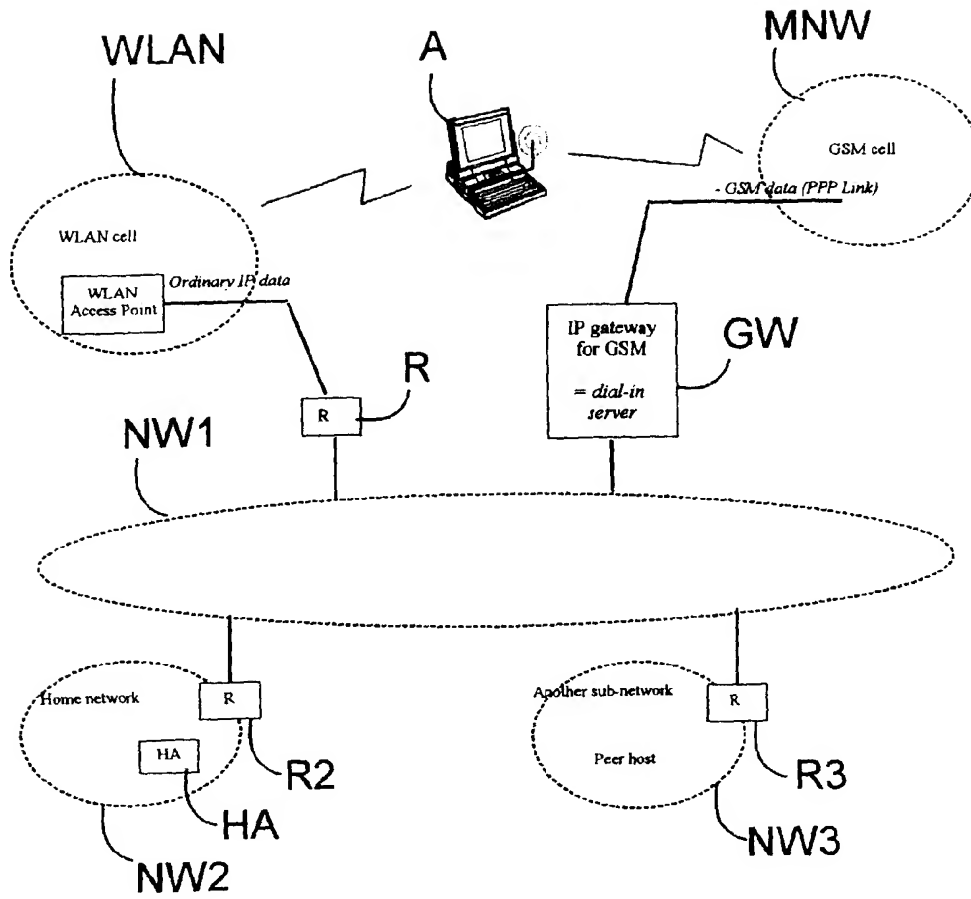 WLAN
A
MNW
GSM cell
- GSM data (PPP Link)
WLAN cell
WLAN
Access Point
Ordinary IP data
IP gateway
for GSM
= dial-in
server
GW
R
R
NW1
Home network
R
HA
R2
HA
NW2
Another sub-network
R
Peer host
R3
NW3